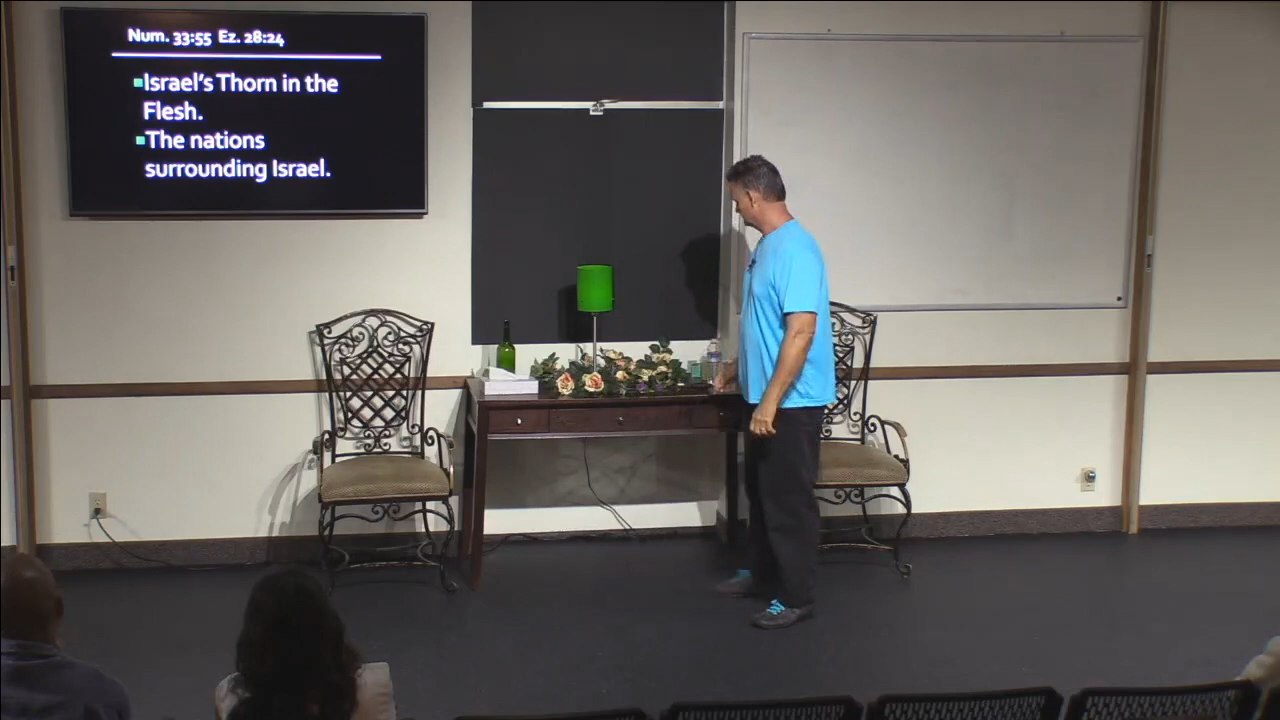 Num. 33:55 Ez. 28:24
▪Israel's Thorn in the
Flesh.
▪The nations
surrounding Israel.